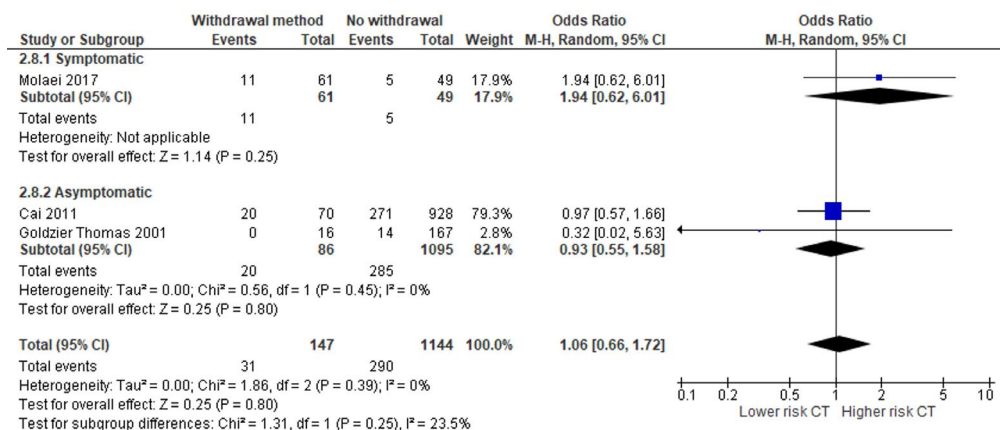 Withdrawal method No withdrawal Odds Ratio Odds Ratio
Study or Subgroup Events Total Events Total Weight M-H, Random, 95% CI M-H, Random, 95% CI
2.8.1 Symptomatic
Molaei 2017 11 61 5 49 17.9% 1.94 [0.62, 6.01]
Subtotal (95% CI) 61 49 17.9% 1.94 [0.62, 6.01]
Total events 11 5
Heterogeneity: Not applicable
Test for overall effect: Z = 1.14 (P = 0.25)
2.8.2 Asymptomatic
Cai 2011 20 70 271 928 79.3% 0.97 [0.57, 1.66]
Goldzier Thomas 2001 0 16 14 167 2.8% 0.32 [0.02, 5.63]
Subtotal (95% CI) 86 1095 82.1% 0.93 [0.55, 1.58]
Total events 20 285
Heterogeneity: Tau² = 0.00; Chi² = 0.56, df = 1 (P = 0.45); I² = 0%
Test for overall effect: Z = 0.25 (P = 0.80)
Total (95% CI) 147 1144 100.0% 1.06 [0.66, 1.72]
Total events 31 290
Heterogeneity: Tau² = 0.00; Chi² = 1.86, df = 2 (P = 0.39); I² = 0%
Test for overall effect: Z = 0.25 (P = 0.80)
Test for subgroup differences: Chi² = 1.31, df = 1 (P = 0.25), I² = 23.5%
0.1 0.2 0.5 1 2 5 10
Lower risk CT Higher risk CT